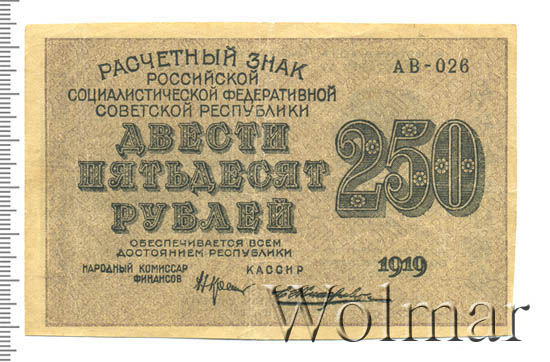 РАСЧЕТНЫЙ ЗНАК
РОССИЙСКОЙ
СОЦИАЛИСТИЧЕСКОЙ ФЕДЕРАТИВНОЙ
СОВЕТСКОЙ РЕСПУБЛИКИ
АВ-026
ДВЕСТИ
ПЯТЬДЕСЯТ
РУБЛЕЙ
250
ОБЕСПЕЧИВАЕТСЯ ВСЕМ
ДОСТОЯНИЕМ РЕСПУБЛИКИ
НАРОДНЫЙ КОМИССАР
ФИНАНСОВ
КАССИР
1919
Wolmar